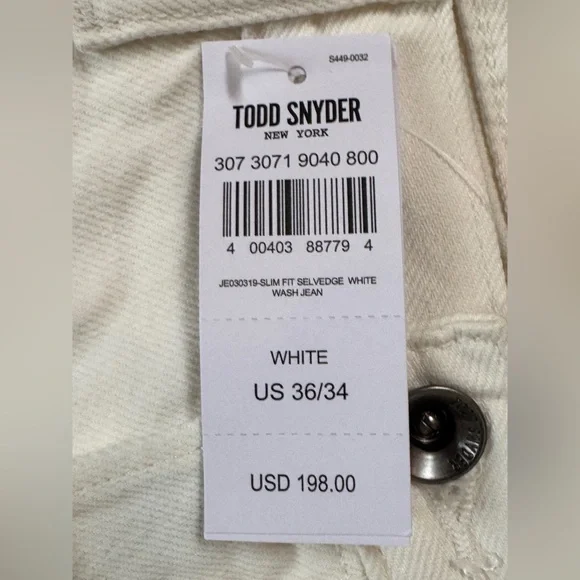 S449-0032
TODD SNYDER
NEW YORK
307 3071 9040 800
4 00403 88779 4
JE030319-SLIM FIT SELVEDGE WHITE
WASH JEAN
WHITE
US 36/34
USD 198.00